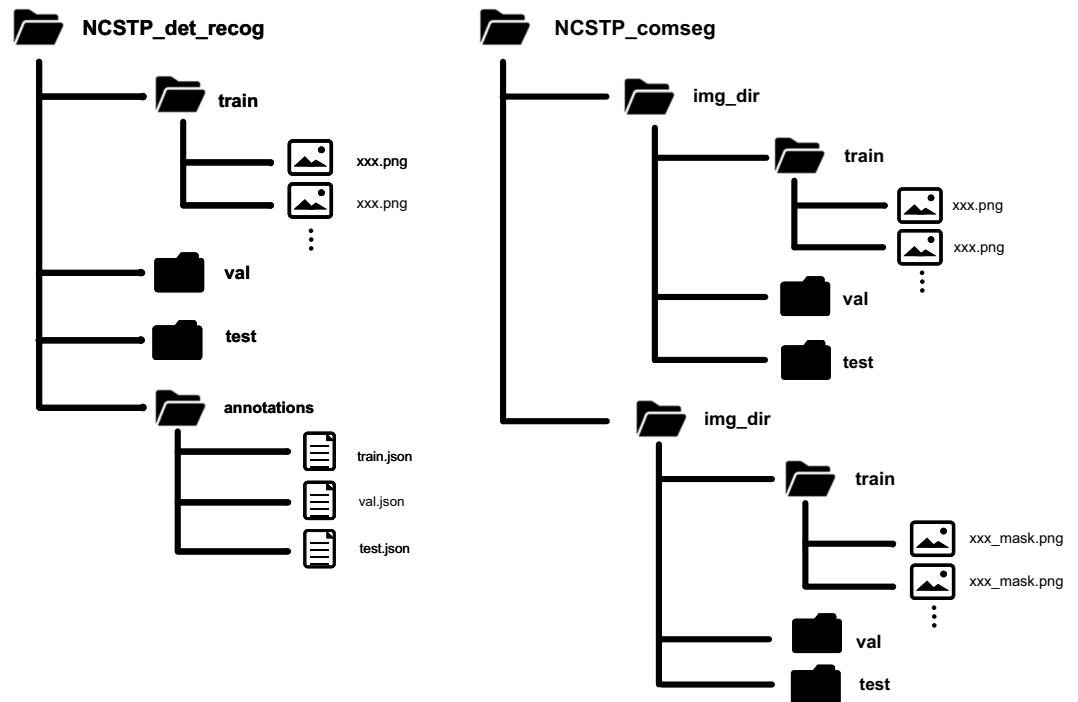 NCSTP_det_recog
train
xxx.png
xxx.png
val
test
annotations
train.json
val.json
test.json
NCSTP_comseg
img_dir
train
xxx.png
xxx.png
val
test
img_dir
train
xxx_mask.png
xxx_mask.png
val
test